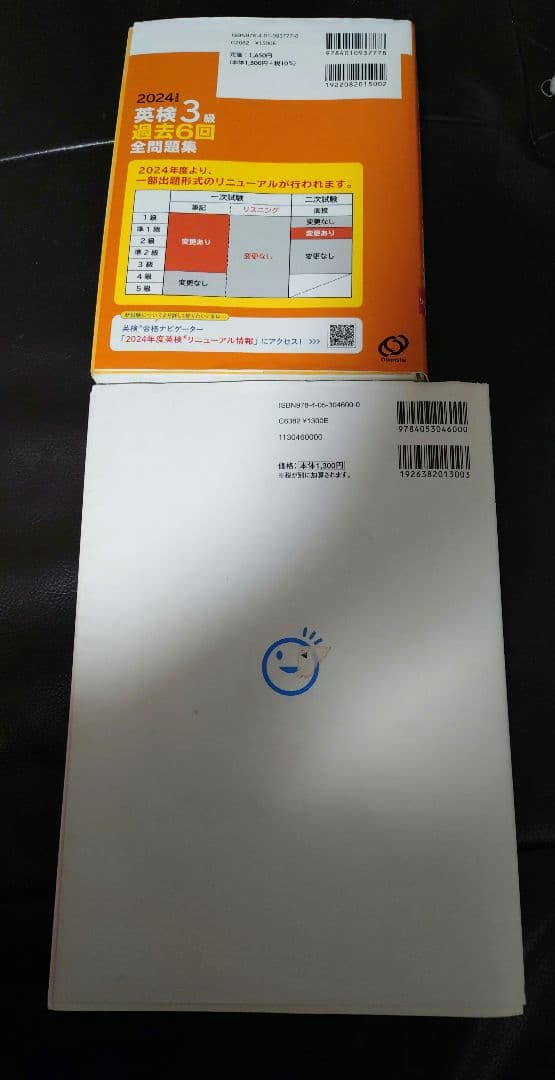 C2082 ¥1500E
定価:1,650円
(本体1,500円+税10%)
1922082015002
2024年度版
英検3級
過去6回
全問題集
2024年度より、
一部出題形式のリニューアルが行われます。
一次試験 二次試験
筆記 リスニング 面接
1級
準1級
2級
準2級
3級
4級
5級
変更あり
変更なし
変更なし
変更なし
変更あり
変更なし
英検®合格ナビゲーター
「2024年度英検®リニューアル情報」にアクセス! >>>
Obunsha
ISBN978-4-05-304600-0
C6382 ¥1300E
1130460000
価格:本体1,300円
※税が別に加算されます。
9784053046000
1926382013003